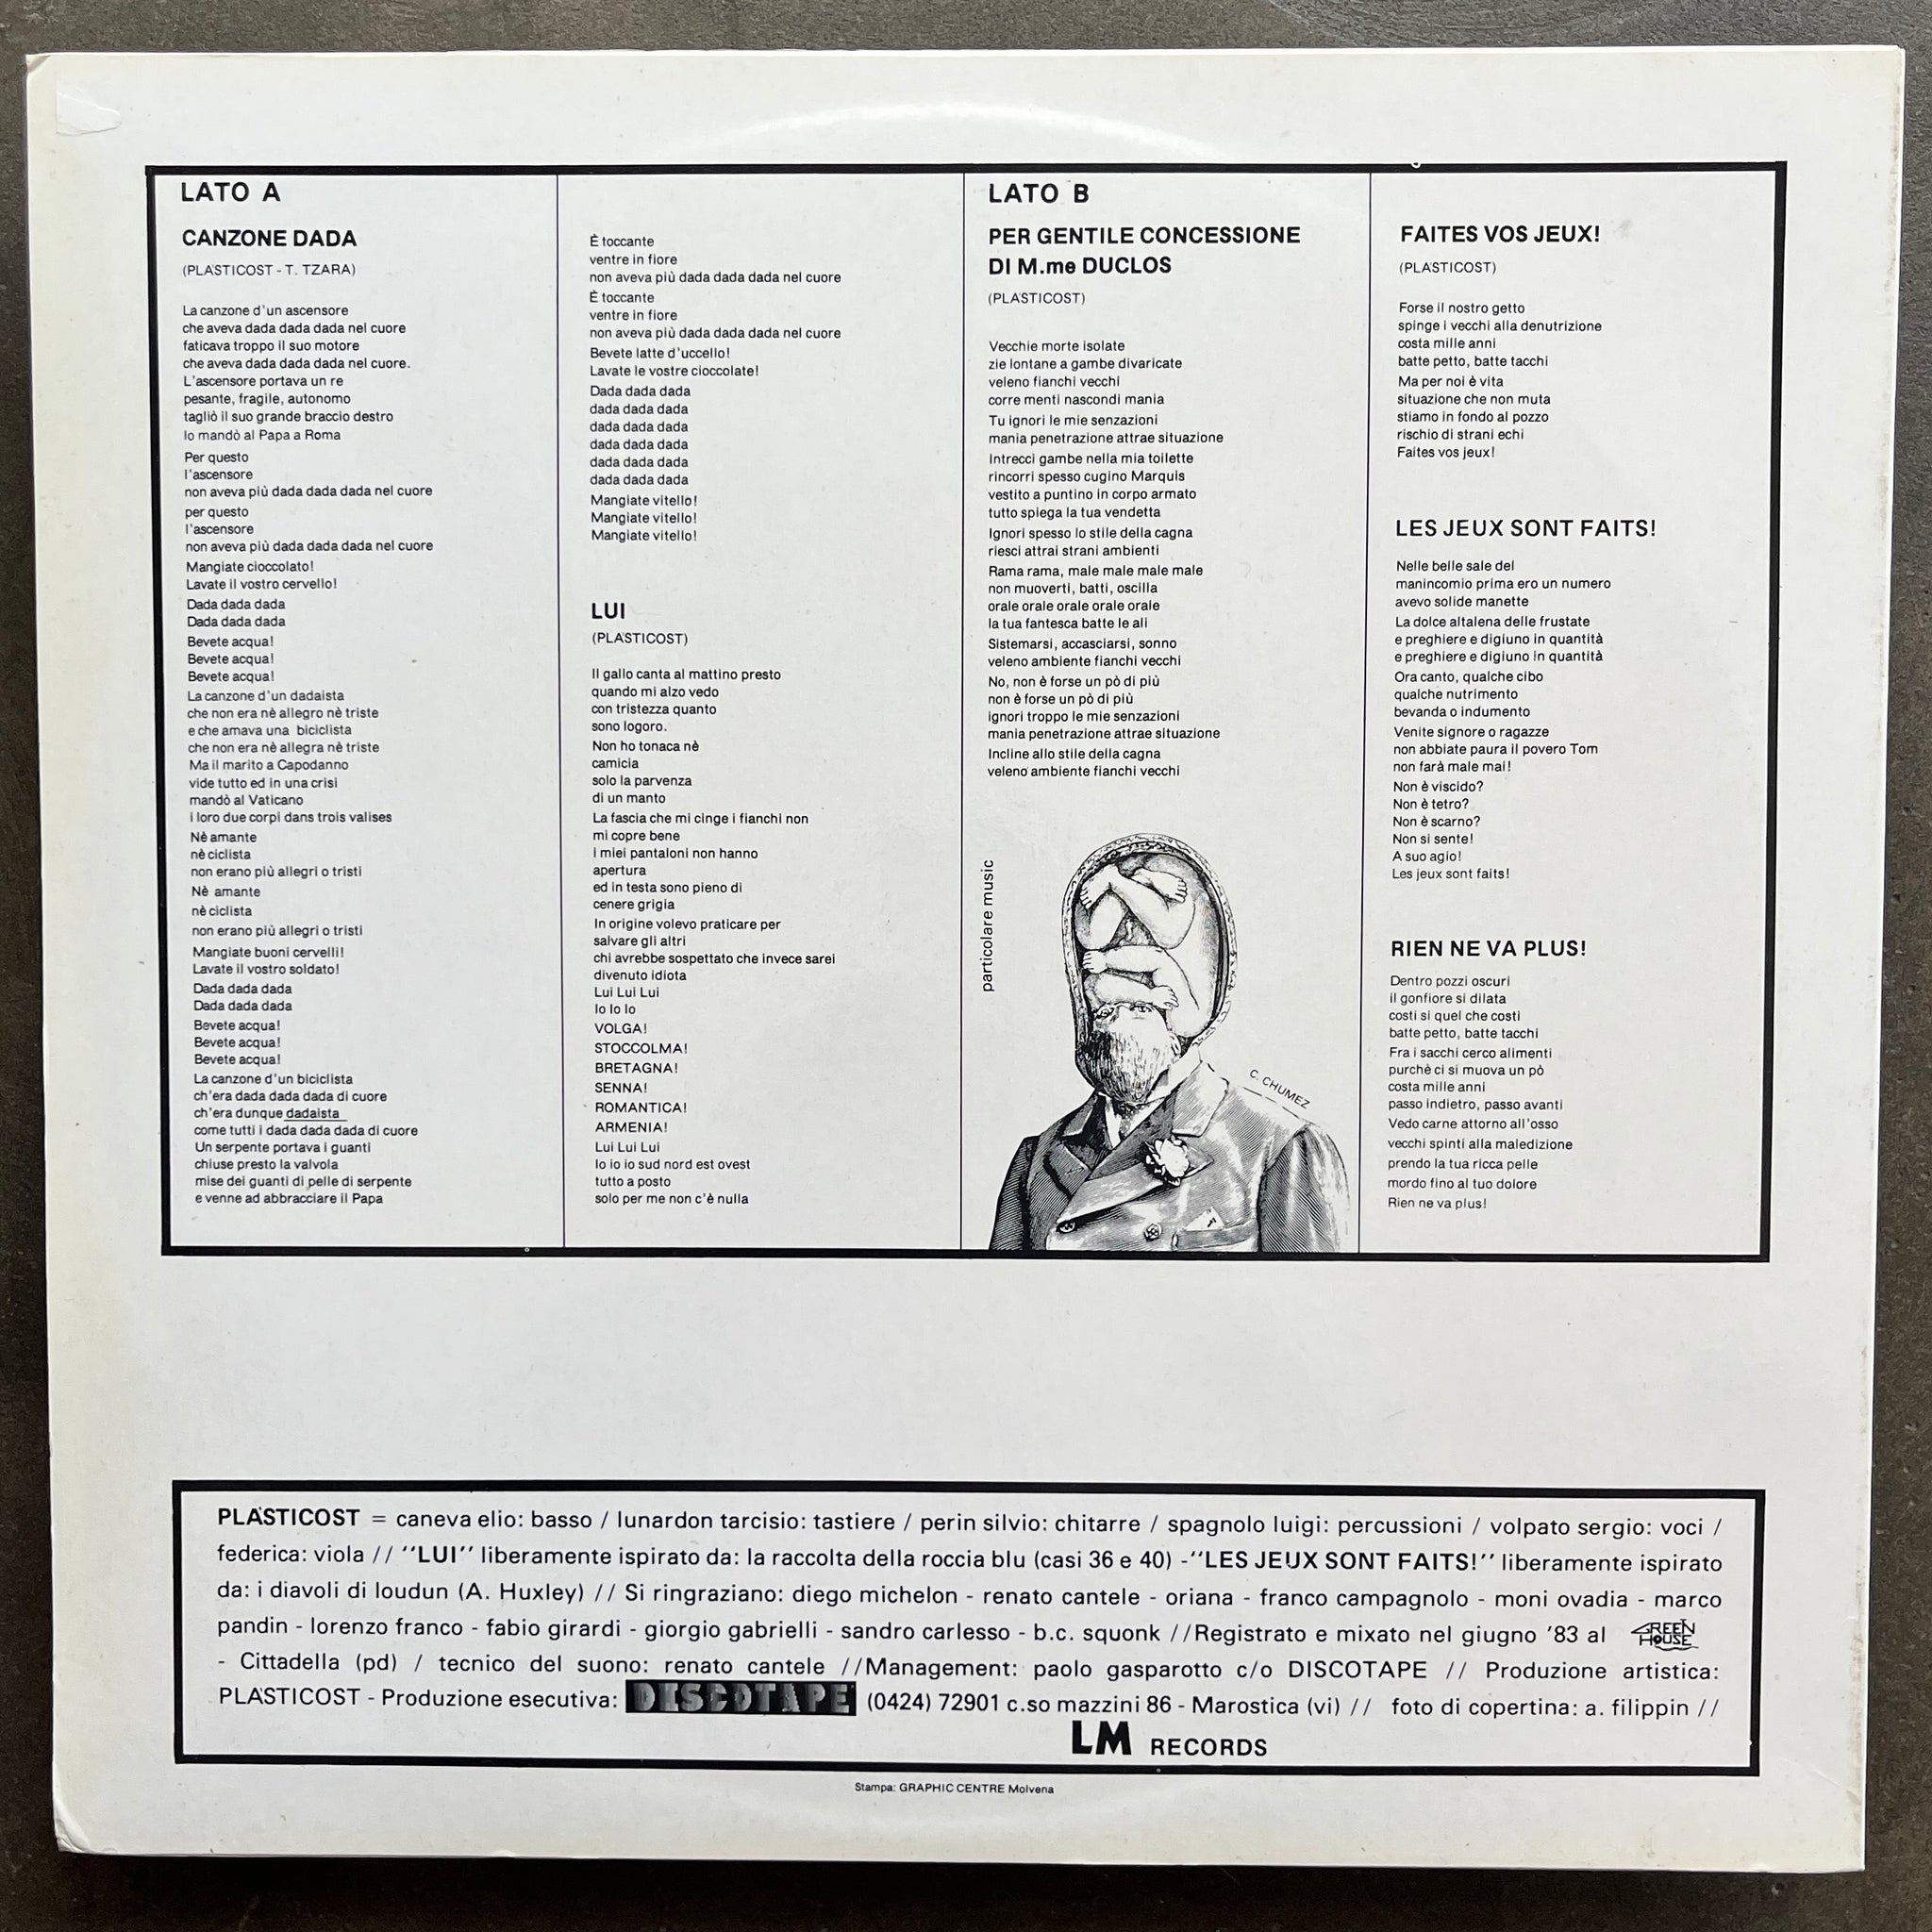 LATO A
CANZONE DADA
(PLÁSTICOST - T. TZARA)
La canzone d'un ascensore
che aveva dada dada dada nel cuore
faticava troppo il suo motore
che aveva dada dada dada nel cuore.
L'ascensore portava un re
pesante, fragile, autonomo
tagliò il suo grande braccio destro
lo mandò al Papa a Roma
Per questo
l'ascensore
non aveva più dada dada dada nel cuore
per questo
l'ascensore
non aveva più dada dada dada nel cuore
Mangiate cioccolato!
Lavate il vostro cervello!
Dada dada dada
Dada dada dada
Bevete acqua!
Bevete acqua!
Bevete acqua!
La canzone d'un dadaista
che non era nè allegro nè triste
e che amava una biciclista
che non era nè allegra nè triste
Ma il marito a Capodanno
vide tutto ed in una crisi
mandò al Vaticano
i loro due corpi dans trois valises
Nè amante
nè ciclista
non erano più allegri o tristi
Nè amante
nè ciclista
non erano più allegri o tristi
Mangiate buoni cervelli!
Lavate il vostro soldato!
Dada dada dada
Dada dada dada
Bevete acqua!
Bevete acqua!
Bevete acqua!
La canzone d'un biciclista
ch'era dada dada dada di cuore
ch'era dunque dadaista
come tutti i dada dada dada di cuore
Un serpente portava i guanti
chiuse presto la valvola
mise dei guanti di pelle di serpente
e venne ad abbracciare il Papa
È toccante
ventre in fiore
non aveva più dada dada dada nel cuore
È toccante
ventre in fiore
non aveva più dada dada dada nel cuore
Bevete latte d'uccello!
Lavate le vostre cioccolate!
Dada dada dada
dada dada dada
dada dada dada
dada dada dada
dada dada dada
dada dada dada
Mangiate vitello!
Mangiate vitello!
Mangiate vitello!
LUI
(PLÁSTICOST)
Il gallo canta al mattino presto
quando mi alzo vedo
con tristezza quanto
sono logoro.
Non ho tonaca nè
camicia
solo la parvenza
di un manto
La fascia che mi cinge i fianchi non
mi copre bene
i miei pantaloni non hanno
apertura
ed in testa sono pieno di
cenere grigia
In origine volevo praticare per
salvare gli altri
chi avrebbe sospettato che invece sarei
divenuto idiota
Lui Lui Lui
Io Io Io
VOLGA!
STOCCOLMA!
BRETAGNA!
SENNA!
ROMANTICA!
ARMENIA!
Lui Lui Lui
Io io io sud nord est ovest
tutto a posto
solo per me non c'è nulla
LATO B
PER GENTILE CONCESSIONE
DI M.me DUCLOS
(PLÁSTICOST)
Vecchie morte isolate
zie lontane a gambe divaricate
veleno fianchi vecchi
corre menti nascondi mania
Tu ignori le mie senzazioni
mania penetrazione attrae situazione
Intrecci gambe nella mia toilette
rincorri spesso cugino Marquis
vestito a puntino in corpo armato
tutto spiega la tua vendetta
Ignori spesso lo stile della cagna
riesci attrai strani ambienti
Rama rama, male male male male
non muoverti, batti, oscilla
orale orale orale orale orale
la tua fantesca batte le ali
Sistemarsi, accasciarsi, sonno
veleno ambiente fianchi vecchi
No, non è forse un pò di più
non è forse un pò di più
ignori troppo le mie senzazioni
mania penetrazione attrae situazione
Incline allo stile della cagna
veleno ambiente fianchi vecchi
particolare music
C. CHUMEZ
FAITES VOS JEUX!
(PLÁSTICOST)
Forse il nostro getto
spinge i vecchi alla denutrizione
costa mille anni
batte petto, batte tacchi
Ma per noi è vita
situazione che non muta
stiamo in fondo al pozzo
rischio di strani echi
Faites vos jeux!
LES JEUX SONT FAITS!
Nelle belle sale del
manincomio prima ero un numero
avevo solide manette
La dolce altalena delle frustate
e preghiere e digiuno in quantità
e preghiere e digiuno in quantità
Ora canto, qualche cibo
qualche nutrimento
bevanda o indumento
Venite signore o ragazze
non abbiate paura il povero Tom
non farà male mai!
Non è viscido?
Non è tetro?
Non è scarno?
Non si sente!
A suo agio!
Les jeux sont faits!
RIEN NE VA PLUS!
Dentro pozzi oscuri
il gonfiore si dilata
costi si quel che costi
batte petto, batte tacchi
Fra i sacchi cerco alimenti
purchè ci si muova un pò
costa mille anni
passo indietro, passo avanti
Vedo carne attorno all'osso
vecchi spinti alla maledizione
prendo la tua ricca pelle
mordo fino al tuo dolore
Rien ne va plus!
PLÁSTICOST = caneva elio: basso / lunardon tarcisio: tastiere / perin silvio: chitarre / spagnolo luigi: percussioni / volpato sergio: voci /
federica: viola // "LUI" liberamente ispirato da: la raccolta della roccia blu (casi 36 e 40) -"LES JEUX SONT FAITS!" liberamente ispirato
da: i diavoli di loudun (A. Huxley) // Si ringraziano: diego michelon - renato cantele - oriana - franco campagnolo - moni ovadia - marco
pandin - lorenzo franco - fabio girardi - giorgio gabrielli - sandro carlesso - b.c. squonk //Registrato e mixato nel giugno '83 al GREEN HOUSE
- Cittadella (pd) / tecnico del suono: renato cantele //Management: paolo gasparotto c/o DISCOTAPE // Produzione artistica:
PLÁSTICOST - Produzione esecutiva: DISCOTAPE (0424) 72901 c.so mazzini 86 - Marostica (vi) // foto di copertina: a. filippin //
LM RECORDS
Stampa: GRAPHIC CENTRE Molvena